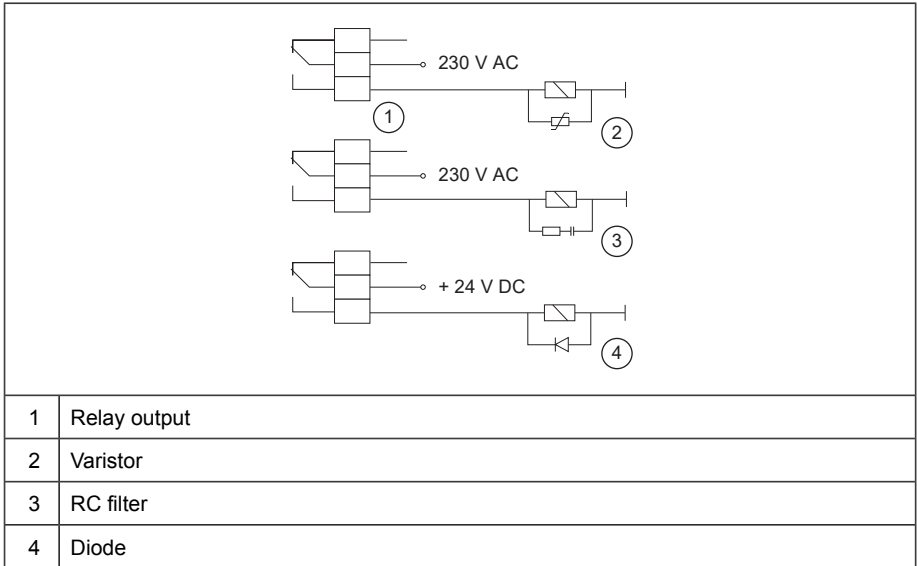 230 V AC
1
2
230 V AC
3
+ 24 V DC
4
1 Relay output
2 Varistor
3 RC filter
4 Diode